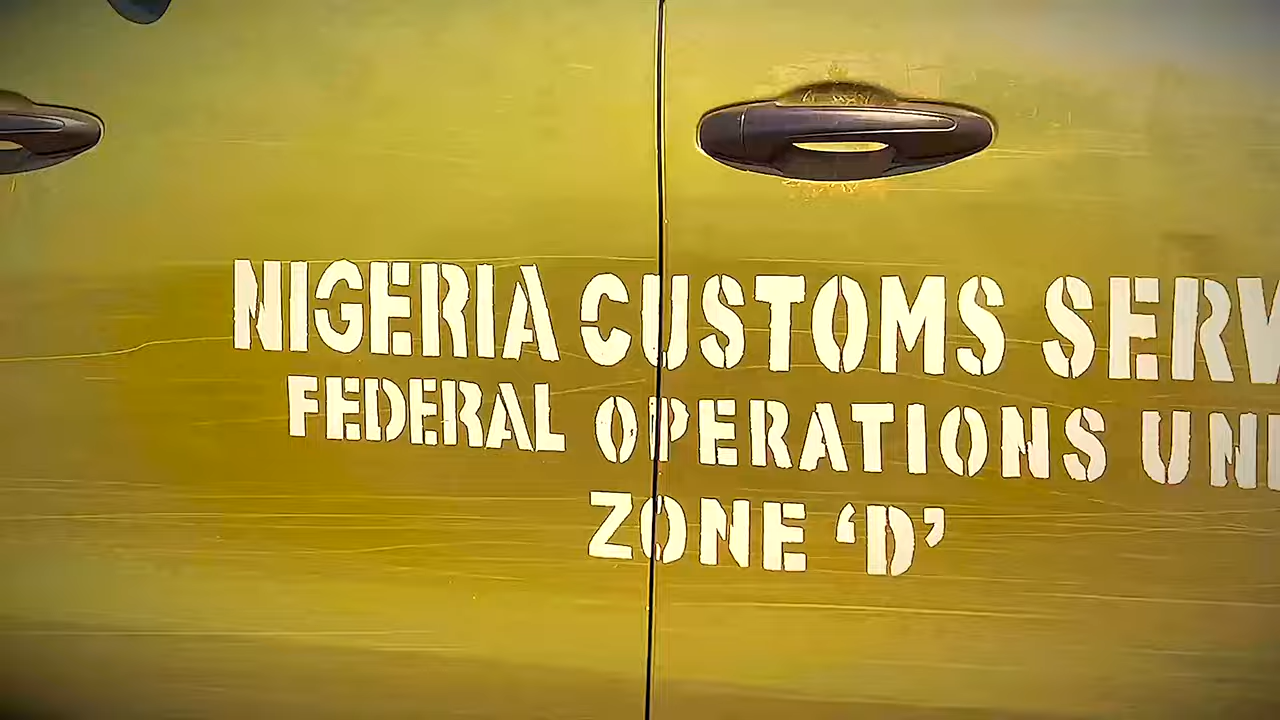 NIGERIA CUSTOMS SERV
FEDERAL OPERATIONS UNI
ZONE ‘D’